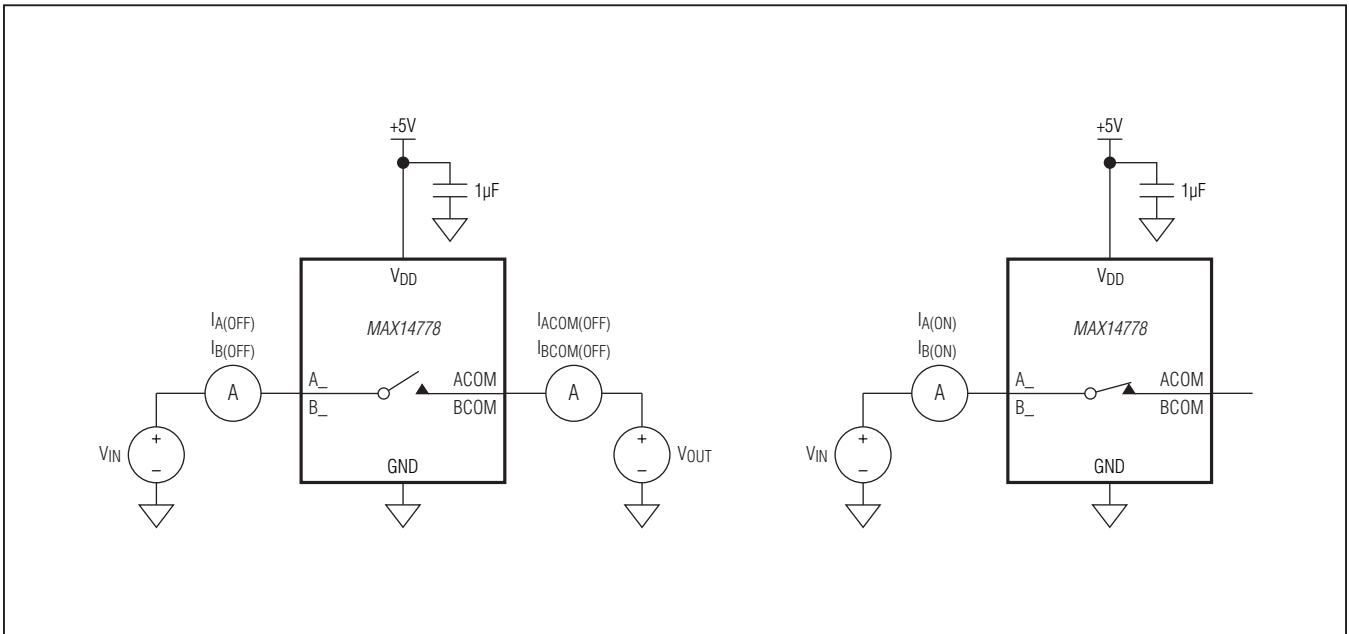 +5V
1µF
VDD
MAX14778
IA(OFF)
IB(OFF)
A
A_
B_
ACOM
BCOM
IACOM(OFF)
IBCOM(OFF)
A
VIN
+
–
GND
+
–
VOUT
+5V
1µF
VDD
MAX14778
IA(ON)
IB(ON)
A
A_
B_
ACOM
BCOM
VIN
+
–
GND